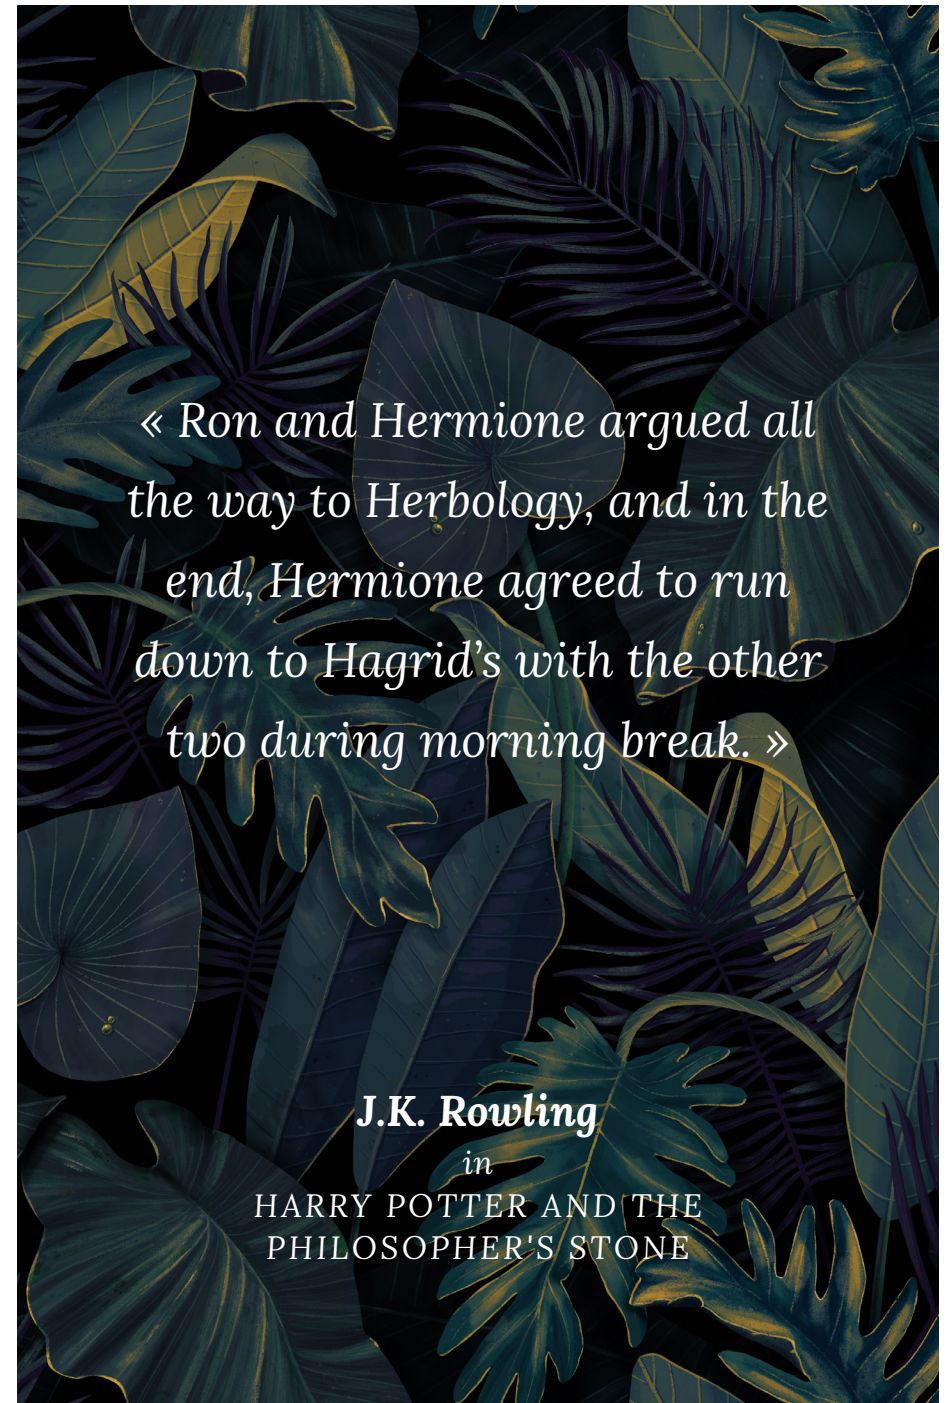 « Ron and Hermione argued all
the way to Herbology, and in the
end, Hermione agreed to run
down to Hagrid’s with the other
two during morning break. »
J.K. Rowling
in
HARRY POTTER AND THE
PHILOSOPHER'S STONE